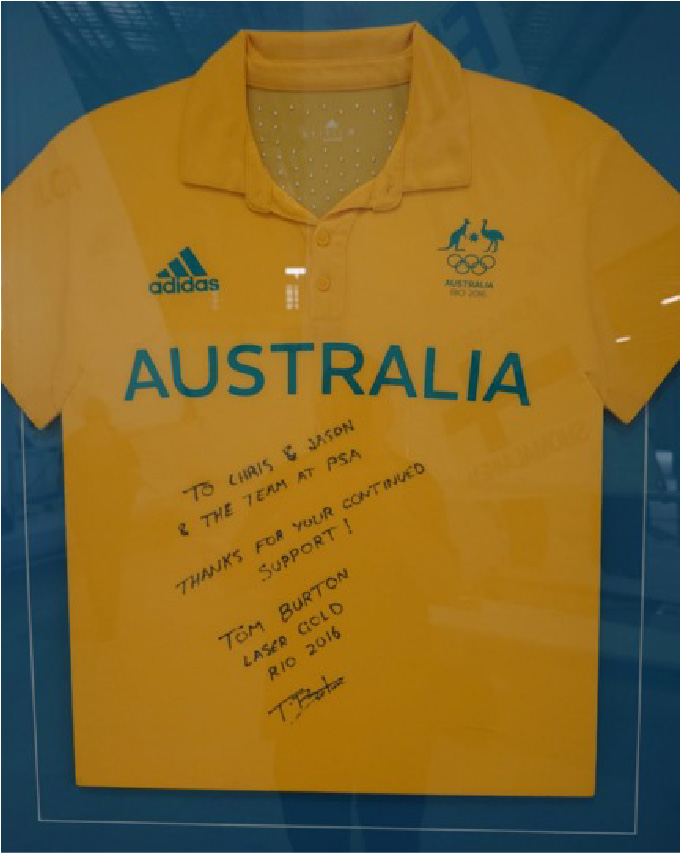 adidas
AUSTRALIA
RIO 2016
AUSTRALIA
TO CHRIS & JASON
& THE TEAM AT PSA
THANKS FOR YOUR CONTINUED
SUPPORT!
TOM BURTON
LASER GOLD
RIO 2016